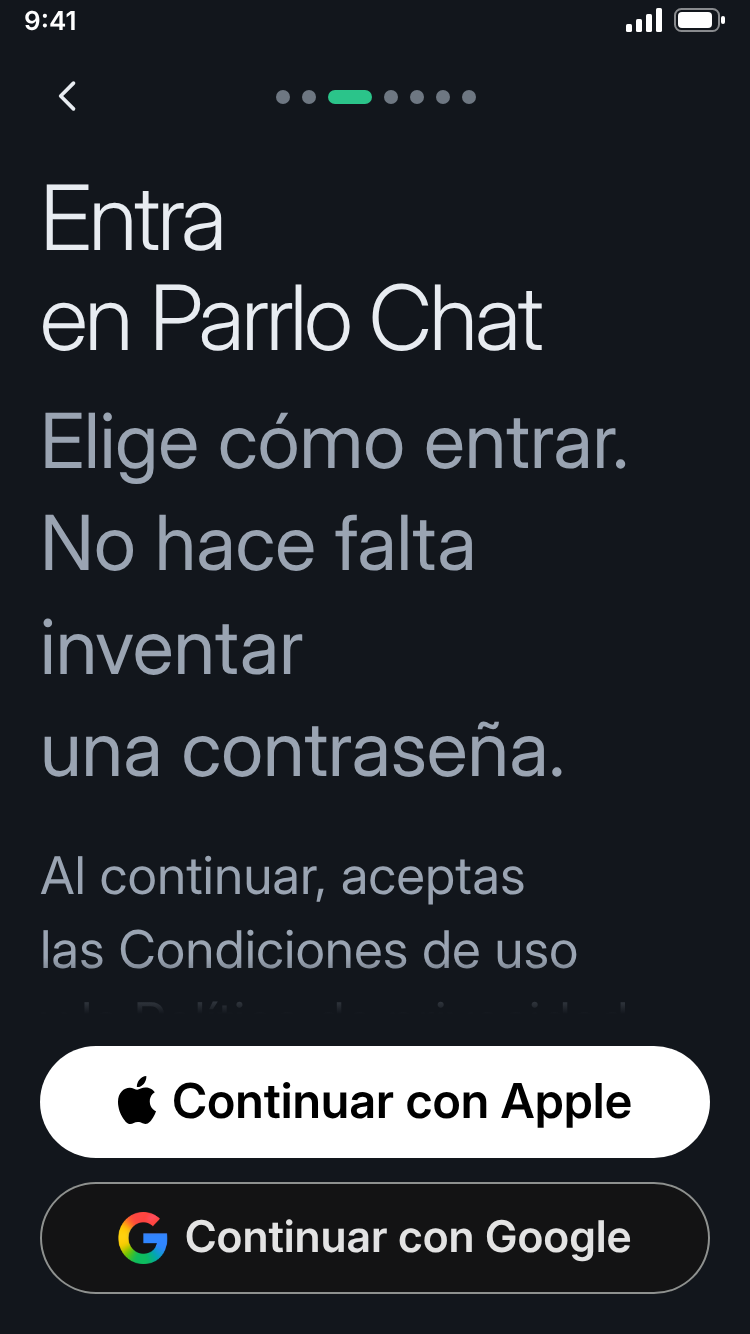 9:41
Entra
en Parrlo Chat
Elige cómo entrar.
No hace falta
inventar
una contraseña.
Al continuar, aceptas
las Condiciones de uso
Continuar con Apple
Continuar con Google